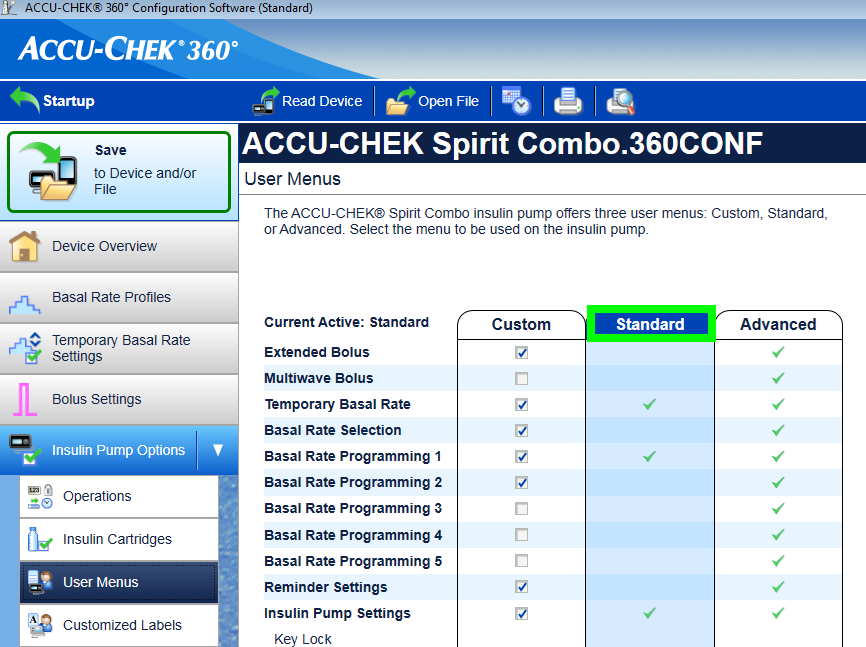 ACCU-CHEK® 360° Configuration Software (Standard)
ACCU-CHEK® 360°
Startup
Read Device
Open File
Save
to Device and/or
File
ACCU-CHEK Spirit Combo.360CONF
User Menus
The ACCU-CHEK® Spirit Combo insulin pump offers three user menus: Custom, Standard,
or Advanced. Select the menu to be used on the insulin pump.
Device Overview
Basal Rate Profiles
Temporary Basal Rate
Settings
Bolus Settings
Insulin Pump Options
123
Operations
Insulin Cartridges
User Menus
A
Customized Labels
Current Active: Standard
Custom
Standard
Advanced
Extended Bolus
Multiwave Bolus
Temporary Basal Rate
Basal Rate Selection
Basal Rate Programming 1
Basal Rate Programming 2
Basal Rate Programming 3
Basal Rate Programming 4
Basal Rate Programming 5
Reminder Settings
Insulin Pump Settings
Key Lock